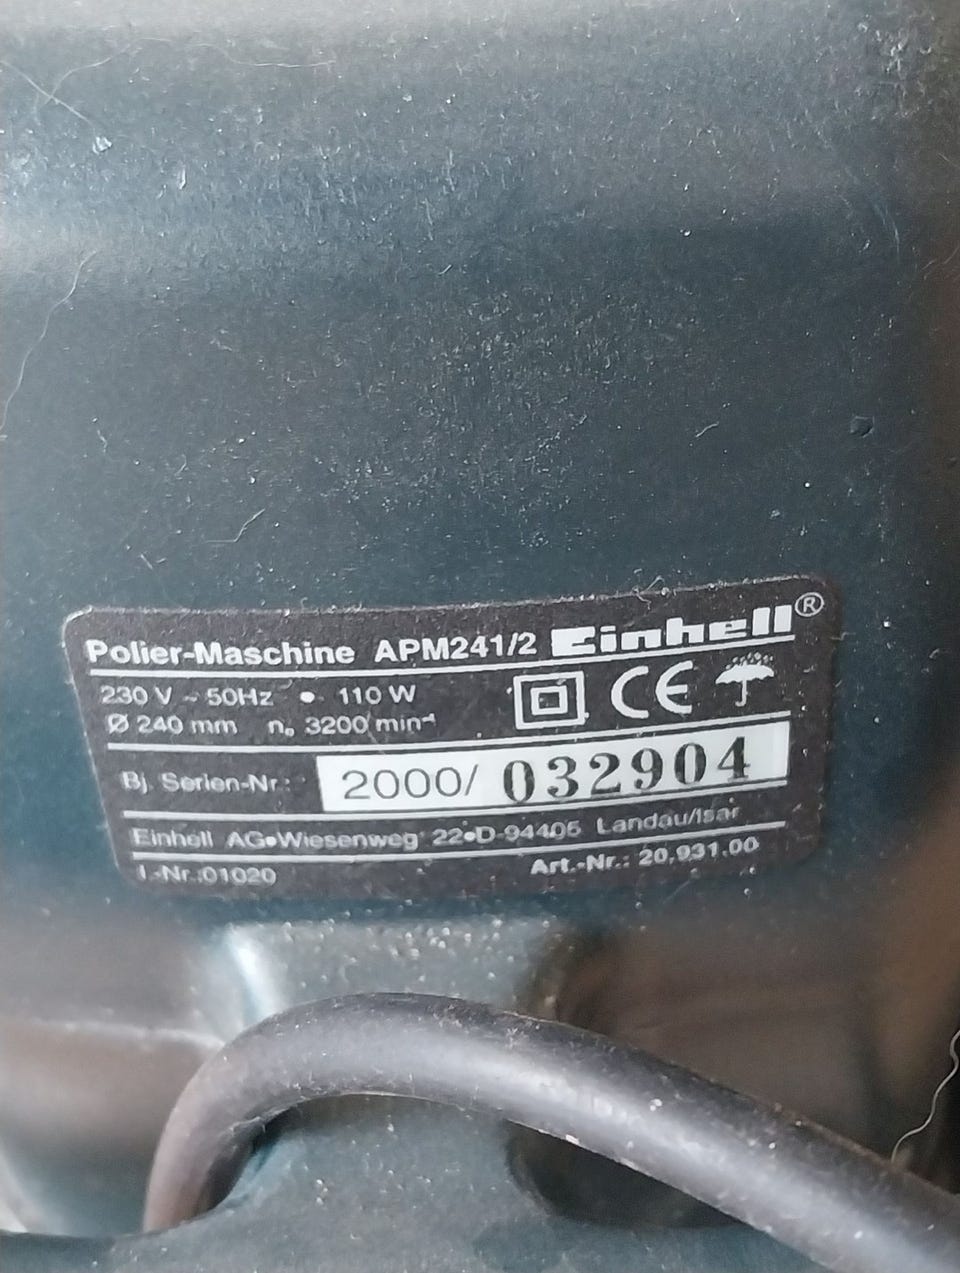 Polier-Maschine APM241/2 Einhell®
230 V ~ 50Hz • 110 W
Ø 240 mm n₀ 3200 min⁻¹
CE
Bj. Serien-Nr.: 2000/ 032904
Einhell AG•Wiesenweg 22•D-94405 Landau/Isar
I.-Nr.:01020 Art.-Nr.: 20.931.00